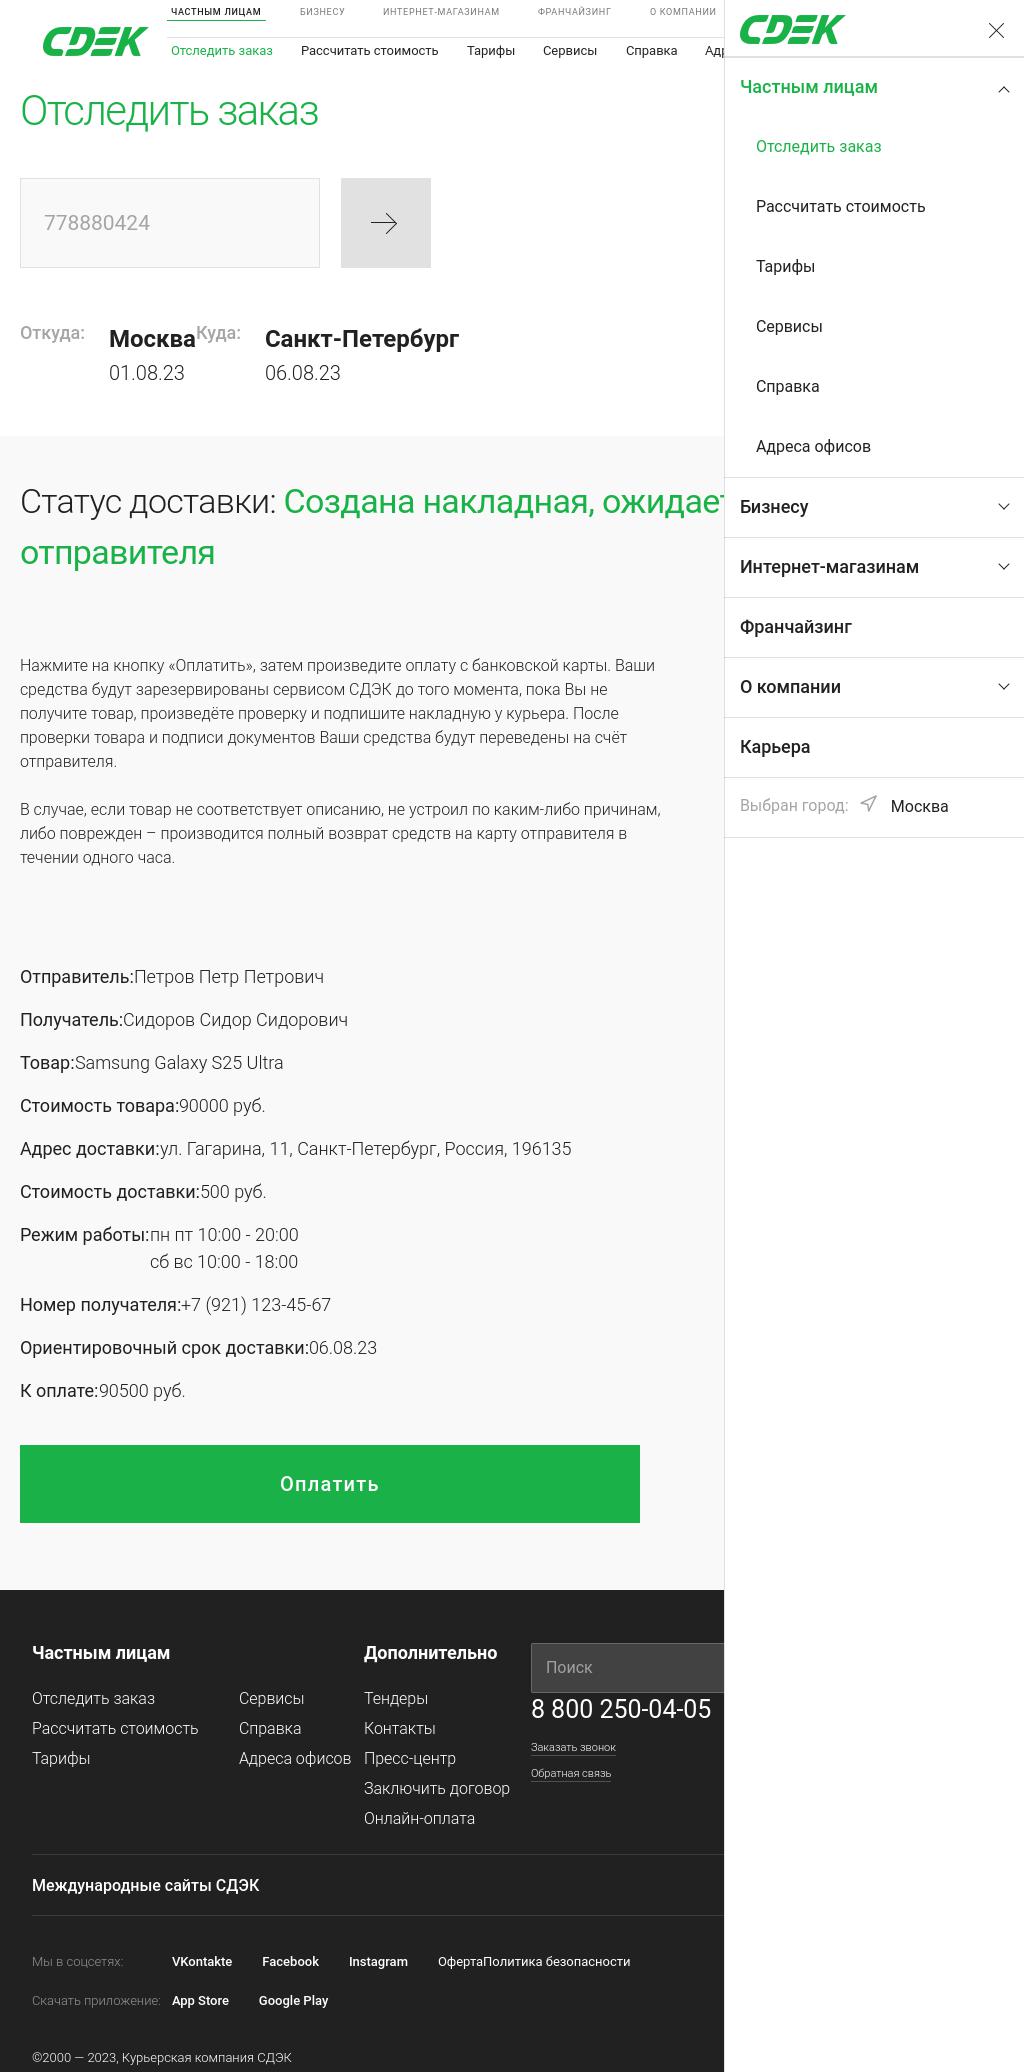 CDEK
ЧАСТНЫМ ЛИЦАМ БИЗНЕСУ ИНТЕРНЕТ-МАГАЗИНАМ ФРАНЧАЙЗИНГ О КОМПАНИИ
Отследить заказ Рассчитать стоимость Тарифы Сервисы Справка Адр
Отследить заказ
778880424
Откуда: Москва Куда: Санкт-Петербург
01.08.23 06.08.23
Статус доставки: Создана накладная, ожидает
отправителя
Нажмите на кнопку «Оплатить», затем произведите оплату с банковской карты. Ваши
средства будут зарезервированы сервисом СДЭК до того момента, пока Вы не
получите товар, произведёте проверку и подпишите накладную у курьера. После
проверки товара и подписи документов Ваши средства будут переведены на счёт
отправителя.
В случае, если товар не соответствует описанию, не устроил по каким-либо причинам,
либо поврежден – производится полный возврат средств на карту отправителя в
течении одного часа.
Отправитель:Петров Петр Петрович
Получатель:Сидоров Сидор Сидорович
Товар:Samsung Galaxy S25 Ultra
Стоимость товара:90000 руб.
Адрес доставки:ул. Гагарина, 11, Санкт-Петербург, Россия, 196135
Стоимость доставки:500 руб.
Режим работы:пн пт 10:00 - 20:00
сб вс 10:00 - 18:00
Номер получателя:+7 (921) 123-45-67
Ориентировочный срок доставки:06.08.23
К оплате:90500 руб.
Оплатить
CDEK
Частным лицам
Отследить заказ
Рассчитать стоимость
Тарифы
Сервисы
Справка
Адреса офисов
Бизнесу
Интернет-магазинам
Франчайзинг
О компании
Карьера
Выбран город: Москва
Частным лицам
Отследить заказ
Рассчитать стоимость
Тарифы
Сервисы
Справка
Адреса офисов
Дополнительно
Тендеры
Контакты
Пресс-центр
Заключить договор
Онлайн-оплата
Поиск
8 800 250-04-05
Заказать звонок
Обратная связь
Международные сайты СДЭК
Мы в соцсетях: VKontakte Facebook Instagram ОфертаПолитика безопасности
Скачать приложение: App Store Google Play
©2000 — 2023, Курьерская компания СДЭК